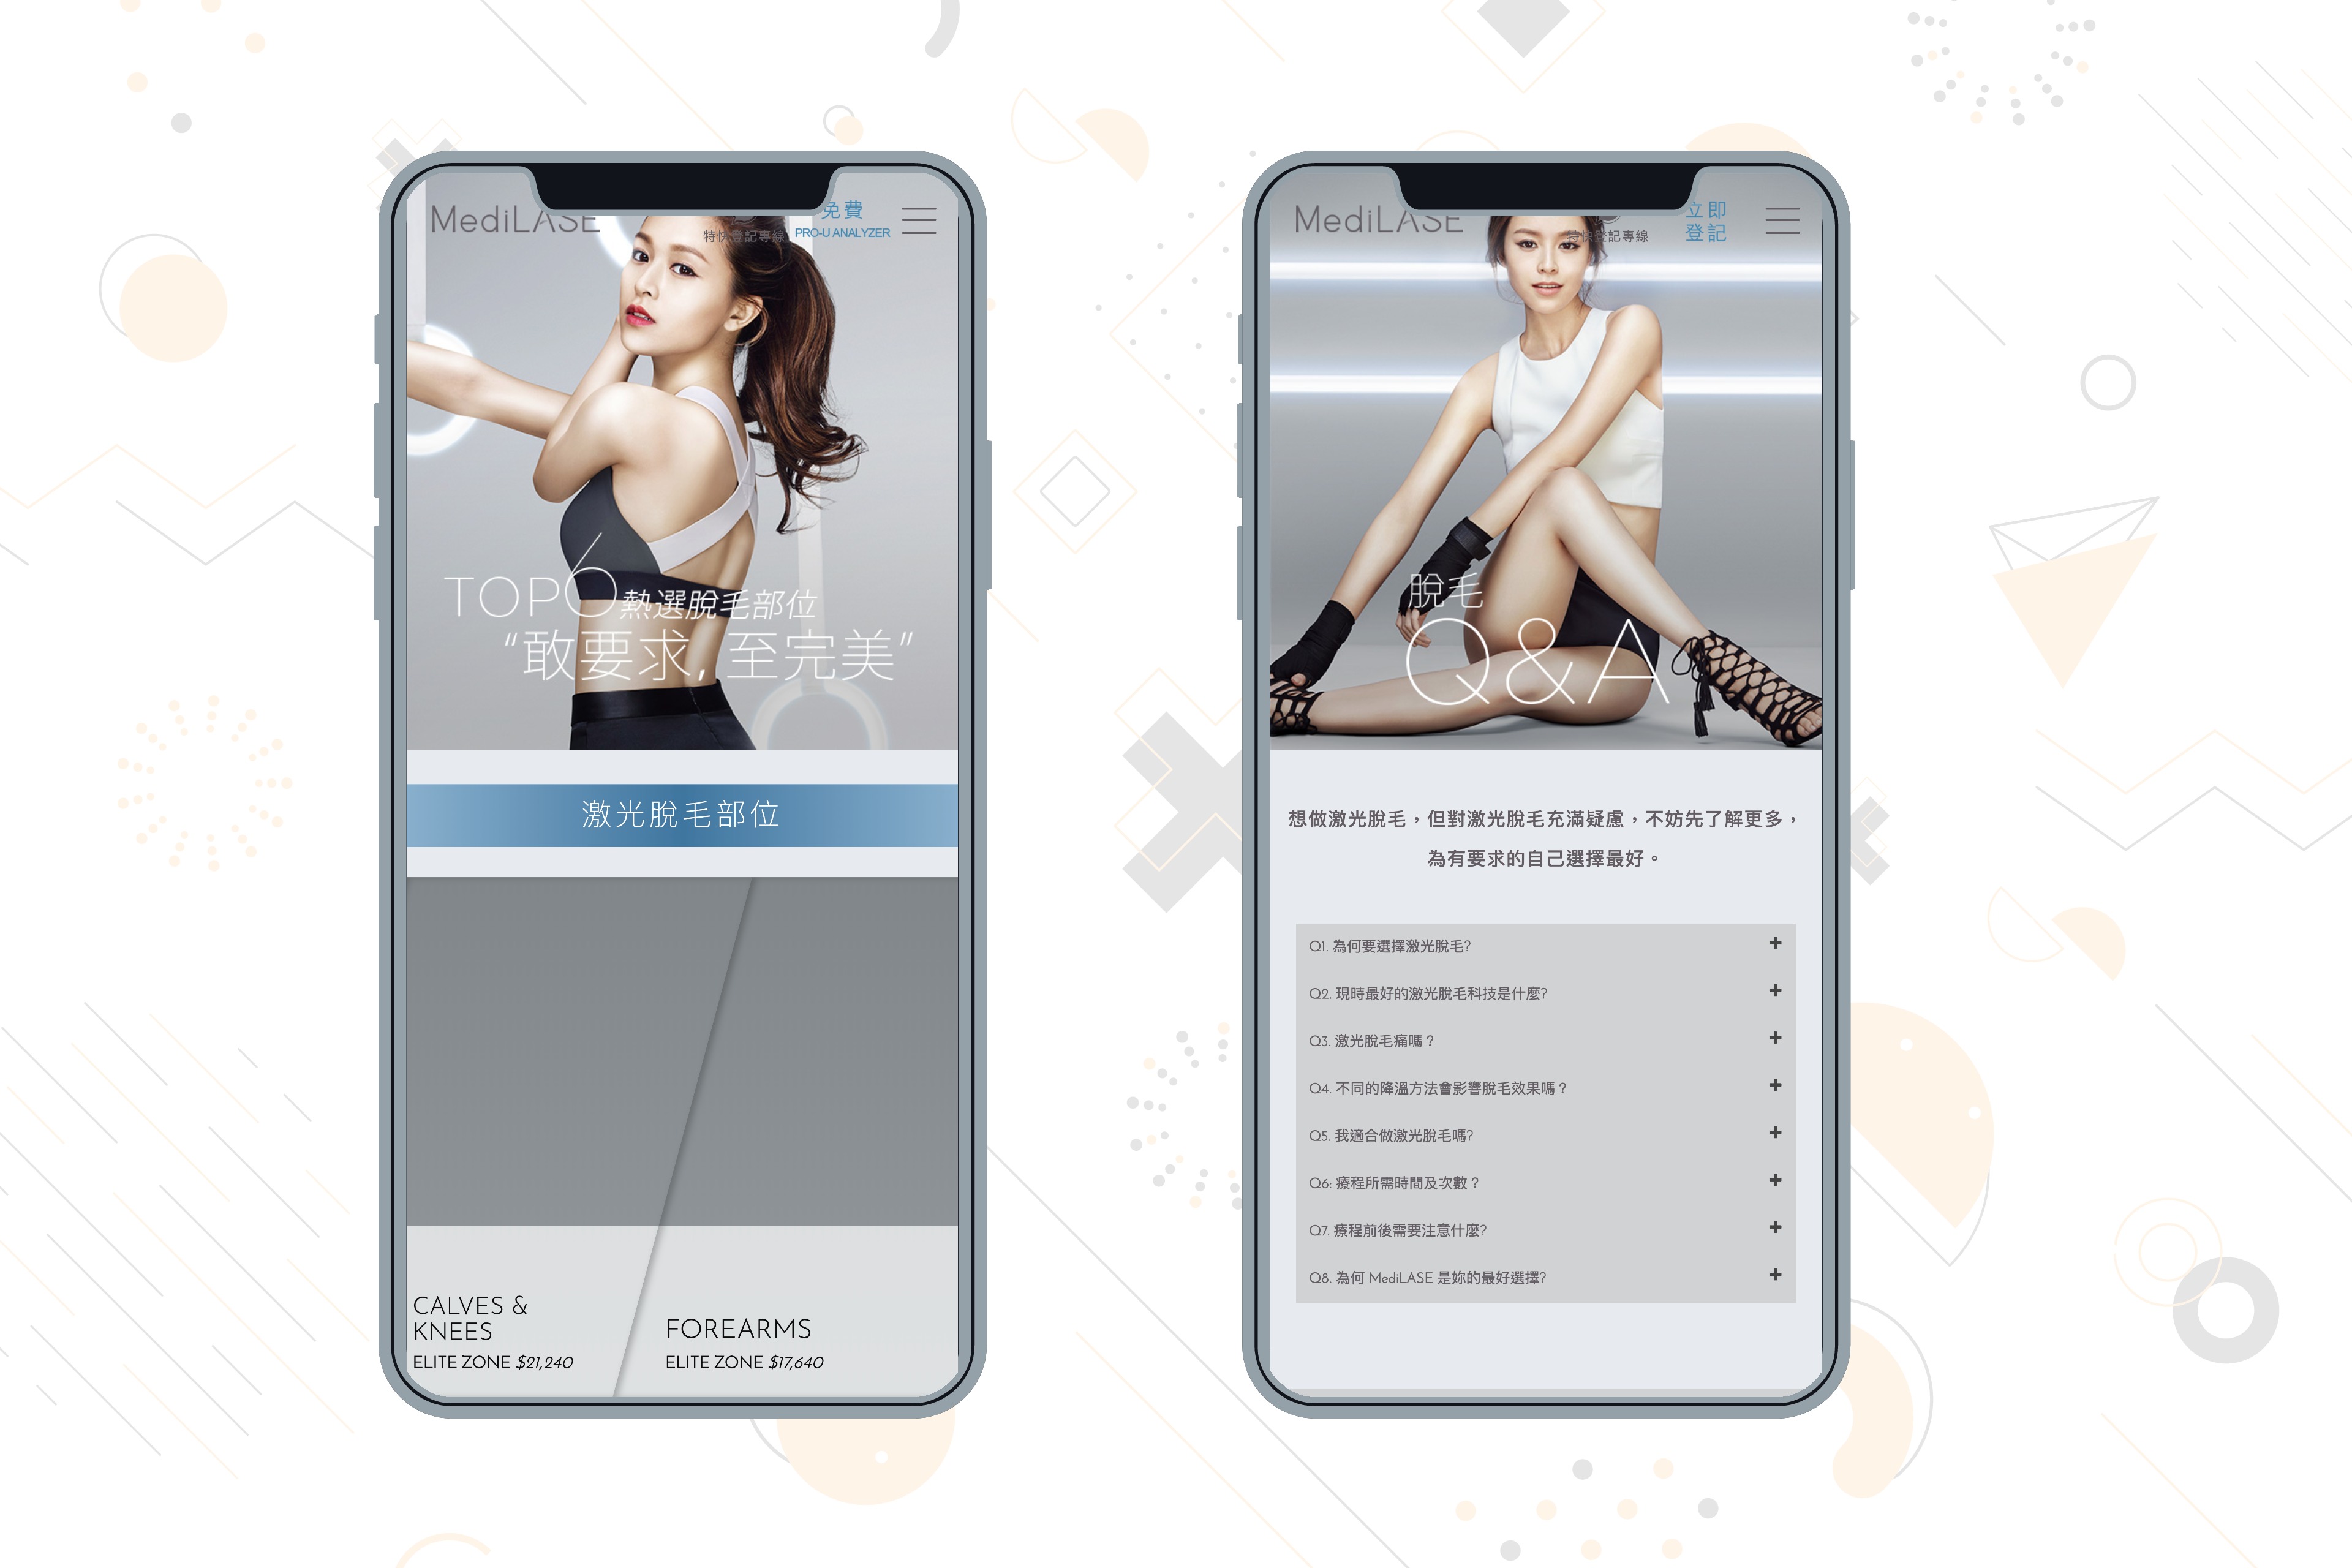 MediLASE
免費
特快登記專線
PRO-U ANALYZER
TOP6熱選脫毛部位
“敢要求, 至完美”
激光脫毛部位
CALVES &
KNEES
ELITE ZONE $21,240
FOREARMS
ELITE ZONE $17,640
MediLASE
立即
登記
特快登記專線
脫毛
Q&A
想做激光脫毛，但對激光脫毛充滿疑慮，不妨先了解更多，
為有要求的自己選擇最好。
Q1. 為何要選擇激光脫毛?
Q2. 現時最好的激光脫毛科技是什麼?
Q3. 激光脫毛痛嗎？
Q4. 不同的降溫方法會影響脫毛效果嗎？
Q5. 我適合做激光脫毛嗎?
Q6: 療程所需時間及次數？
Q7. 療程前後需要注意什麼?
Q8. 為何 MediLASE 是妳的最好選擇?